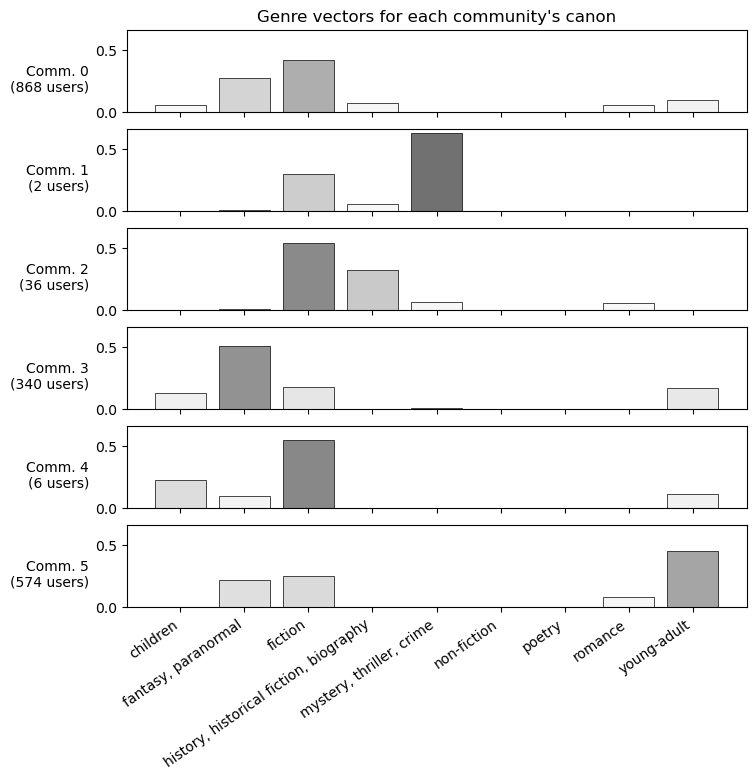 Genre vectors for each community's canon
0.5
0.0
Comm. 0
(868 users)
0.5
0.0
Comm. 1
(2 users)
0.5
0.0
Comm. 2
(36 users)
0.5
0.0
Comm. 3
(340 users)
0.5
0.0
Comm. 4
(6 users)
0.5
0.0
Comm. 5
(574 users)
children
fantasy, paranormal
fiction
history, historical fiction, biography
mystery, thriller, crime
non-fiction
poetry
romance
young-adult